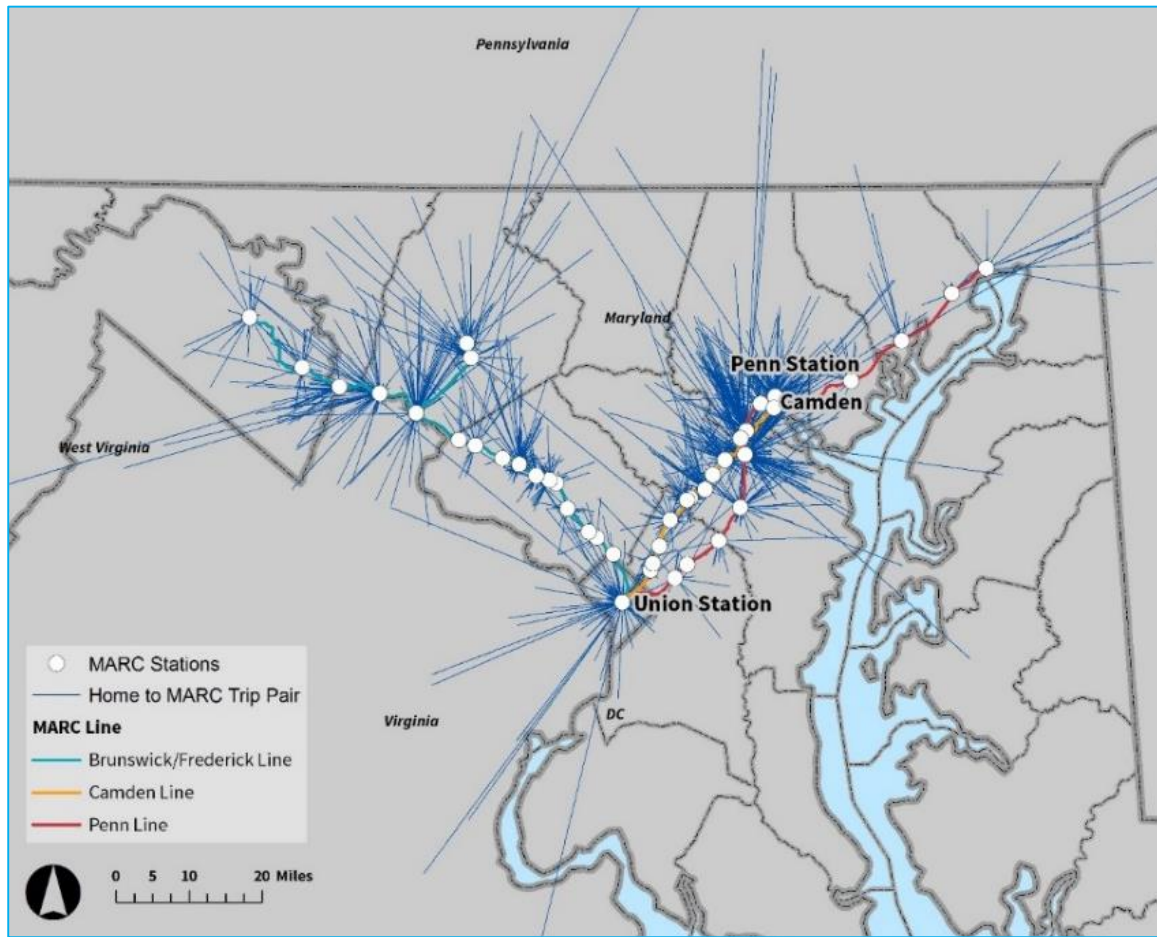 Pennsylvania
Maryland
Penn Station
Camden
West Virginia
Union Station
Virginia
DC
MARC Stations
Home to MARC Trip Pair
MARC Line
Brunswick/Frederick Line
Camden Line
Penn Line
0 5 10 20 Miles